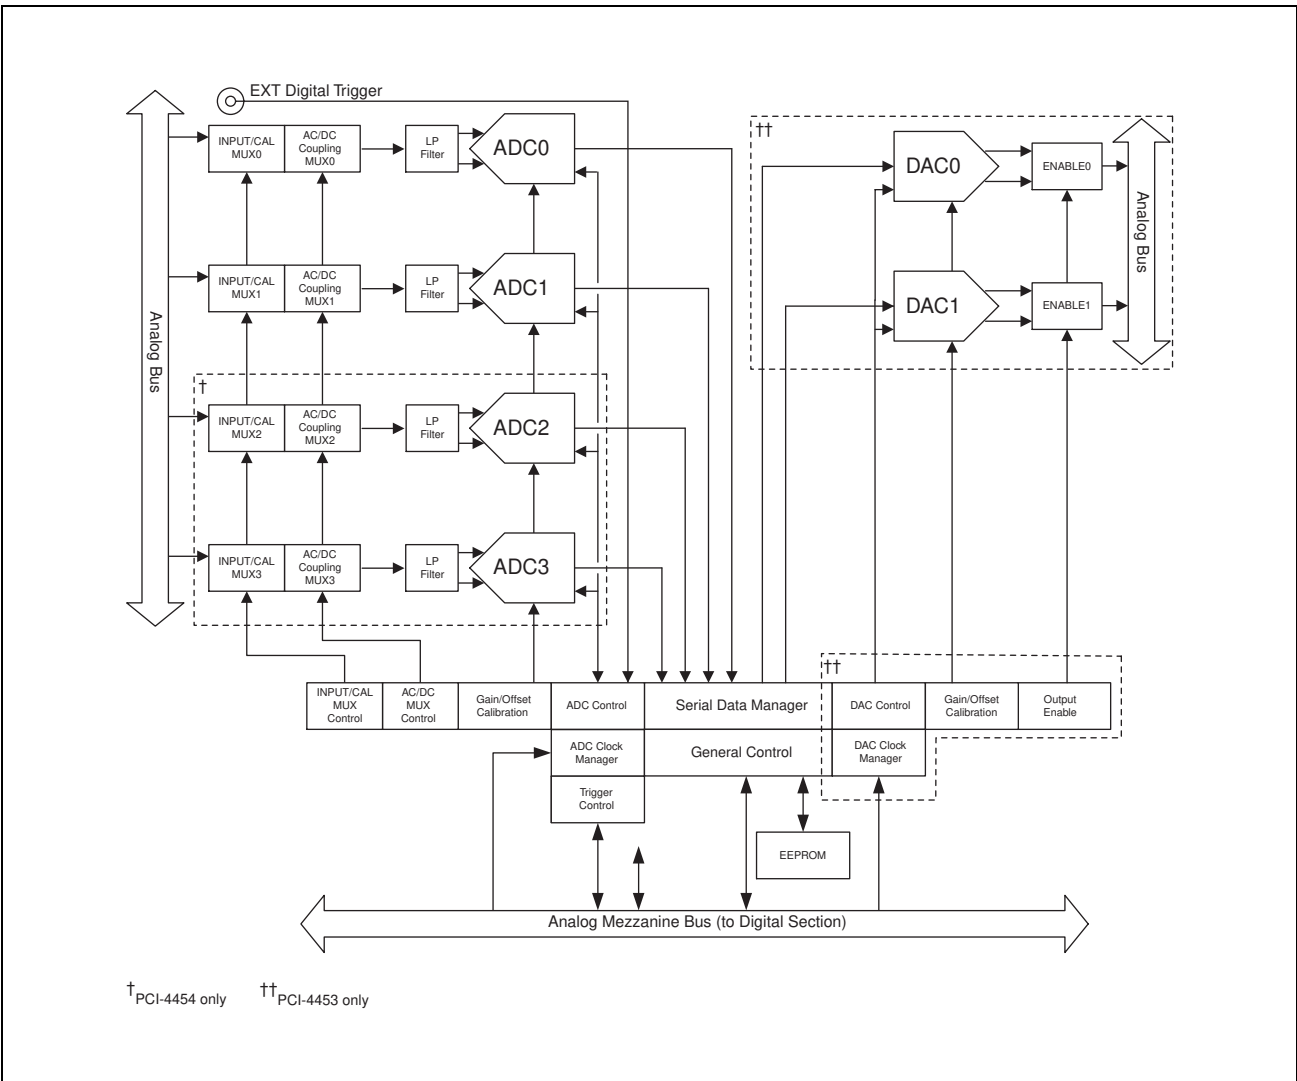 EXT Digital Trigger
INPUT/CAL
MUX0
AC/DC
Coupling
MUX0
LP
Filter
ADC0
††
DAC0
ENABLE0
Analog Bus
INPUT/CAL
MUX1
AC/DC
Coupling
MUX1
LP
Filter
ADC1
DAC1
ENABLE1
Analog Bus
†
INPUT/CAL
MUX2
AC/DC
Coupling
MUX2
LP
Filter
ADC2
INPUT/CAL
MUX3
AC/DC
Coupling
MUX3
LP
Filter
ADC3
††
INPUT/CAL
MUX
Control
AC/DC
MUX
Control
Gain/Offset
Calibration
ADC Control
Serial Data Manager
DAC Control
Gain/Offset
Calibration
Output
Enable
ADC Clock
Manager
General Control
DAC Clock
Manager
Trigger
Control
EEPROM
Analog Mezzanine Bus (to Digital Section)
†PCI-4454 only
††PCI-4453 only